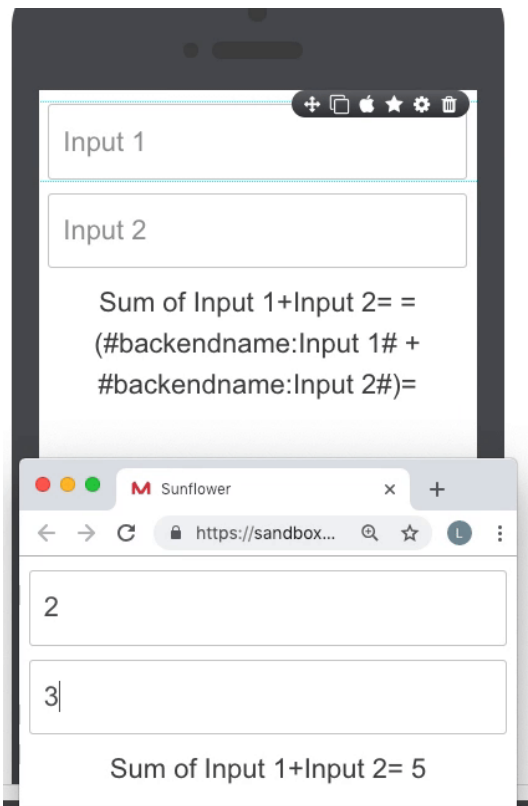 Input 1
Input 2
Sum of Input 1+Input 2= =
(#backendname:Input 1# +
#backendname:Input 2#)=
Sunflower
https://sandbox...
L
2
3
Sum of Input 1+Input 2= 5